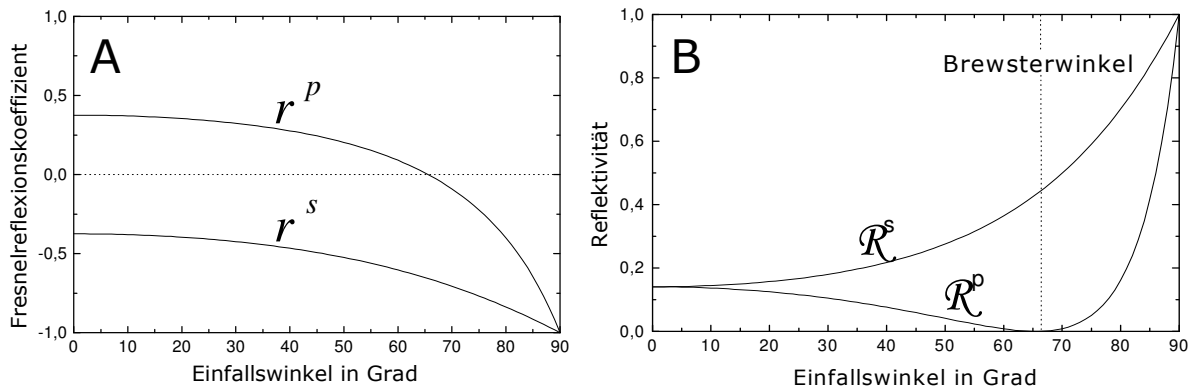 A
Fresnelreflexionskoeffizient
1,0
0,5
0,0
-0,5
-1,0
r p
r s
0 10 20 30 40 50 60 70 80 90
Einfallswinkel in Grad
B
Reflektivität
1,0
0,8
0,6
0,4
0,2
0,0
Brewsterwinkel
R s
R p
0 10 20 30 40 50 60 70 80 90
Einfallswinkel in Grad